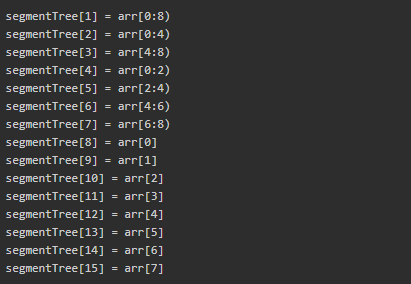 segmentTree[1] = arr[0:8)
segmentTree[2] = arr[0:4)
segmentTree[3] = arr[4:8)
segmentTree[4] = arr[0:2)
segmentTree[5] = arr[2:4)
segmentTree[6] = arr[4:6)
segmentTree[7] = arr[6:8)
segmentTree[8] = arr[0]
segmentTree[9] = arr[1]
segmentTree[10] = arr[2]
segmentTree[11] = arr[3]
segmentTree[12] = arr[4]
segmentTree[13] = arr[5]
segmentTree[14] = arr[6]
segmentTree[15] = arr[7]